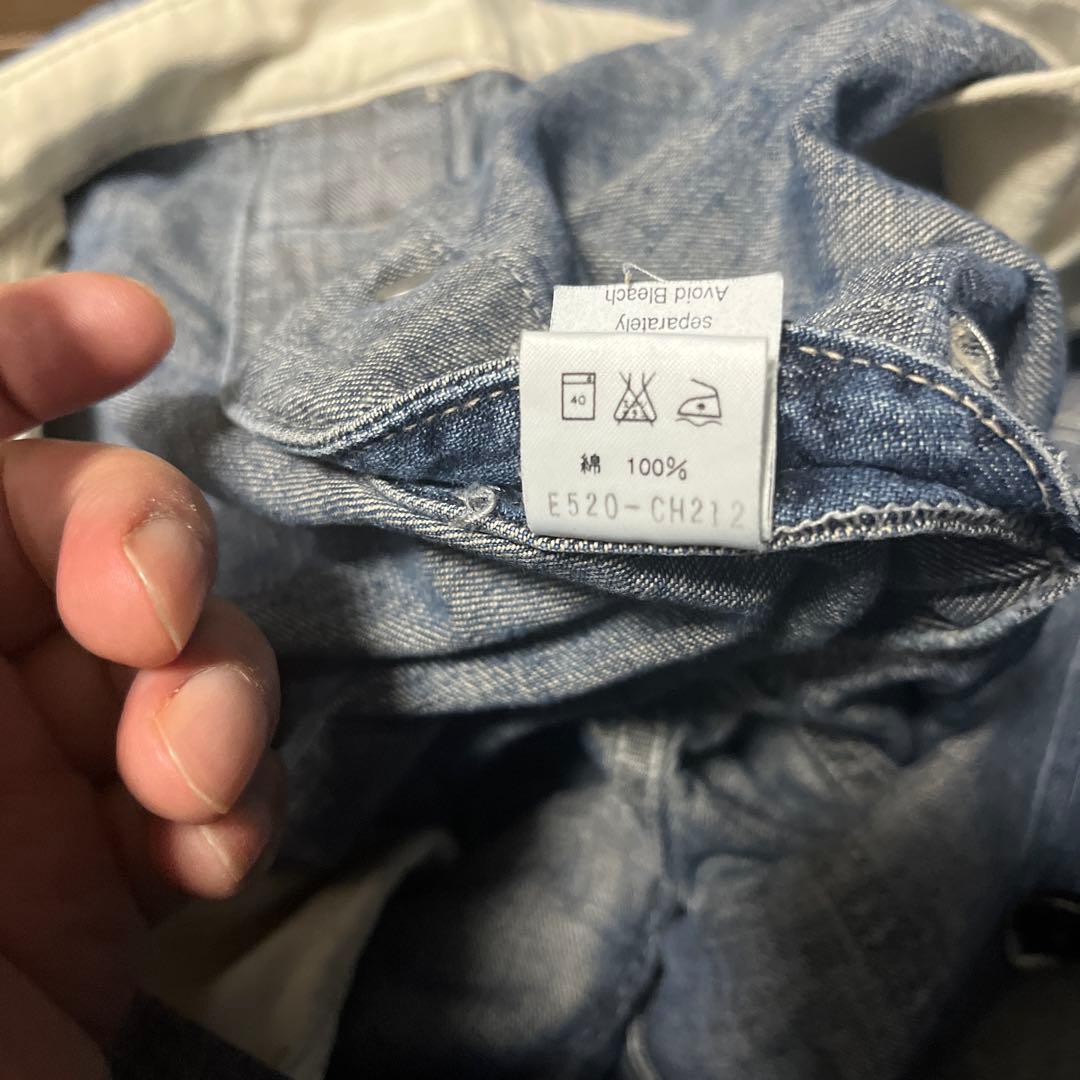 Avoid Bleach
separately
40
綿 100%
E520-CH212